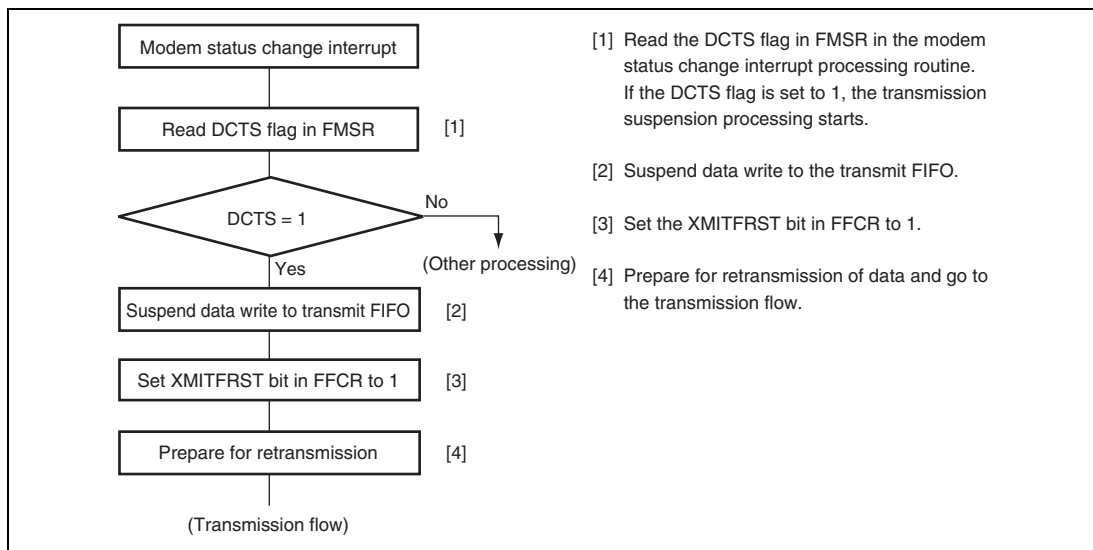 Modem status change interrupt
Read DCTS flag in FMSR
[1]
DCTS = 1
No
(Other processing)
Yes
Suspend data write to transmit FIFO
[2]
Set XMITFRST bit in FFCR to 1
[3]
Prepare for retransmission
[4]
(Transmission flow)
[1] Read the DCTS flag in FMSR in the modem
status change interrupt processing routine.
If the DCTS flag is set to 1, the transmission
suspension processing starts.
[2] Suspend data write to the transmit FIFO.
[3] Set the XMITFRST bit in FFCR to 1.
[4] Prepare for retransmission of data and go to
the transmission flow.